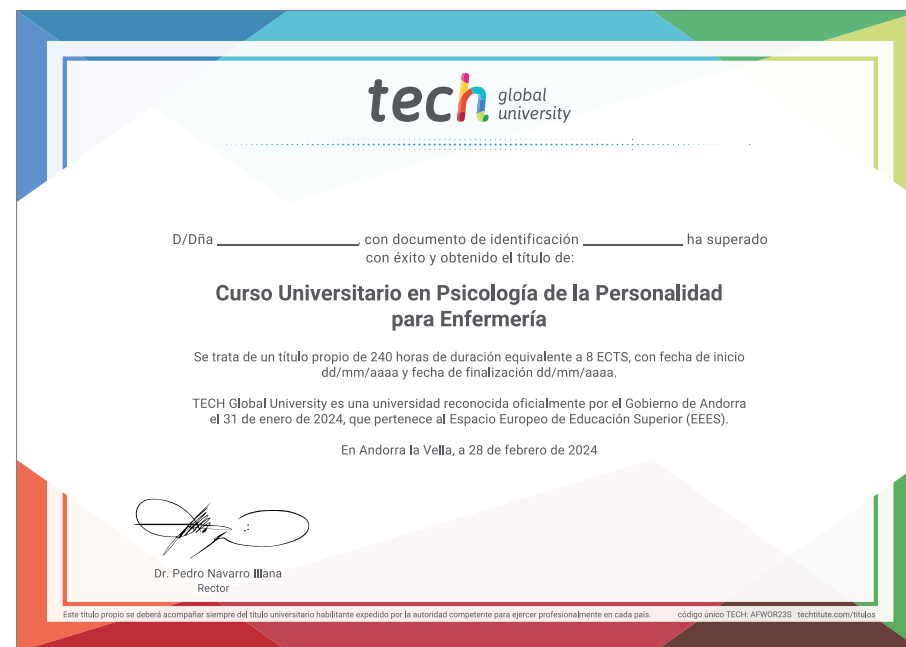 tech global university
D/Dña ____________________, con documento de identificación ______________ ha superado
con éxito y obtenido el título de:
Curso Universitario en Psicología de la Personalidad
para Enfermería
Se trata de un título propio de 240 horas de duración equivalente a 8 ECTS, con fecha de inicio
dd/mm/aaaa y fecha de finalización dd/mm/aaaa.
TECH Global University es una universidad reconocida oficialmente por el Gobierno de Andorra
el 31 de enero de 2024, que pertenece al Espacio Europeo de Educación Superior (EEES).
En Andorra la Vella, a 28 de febrero de 2024
Dr. Pedro Navarro Illana
Rector
Este título propio se deberá acompañar siempre del título universitario habilitante expedido por la autoridad competente para ejercer profesionalmente en cada país. código único TECH: AFWOR23S techtitute.com/titulos